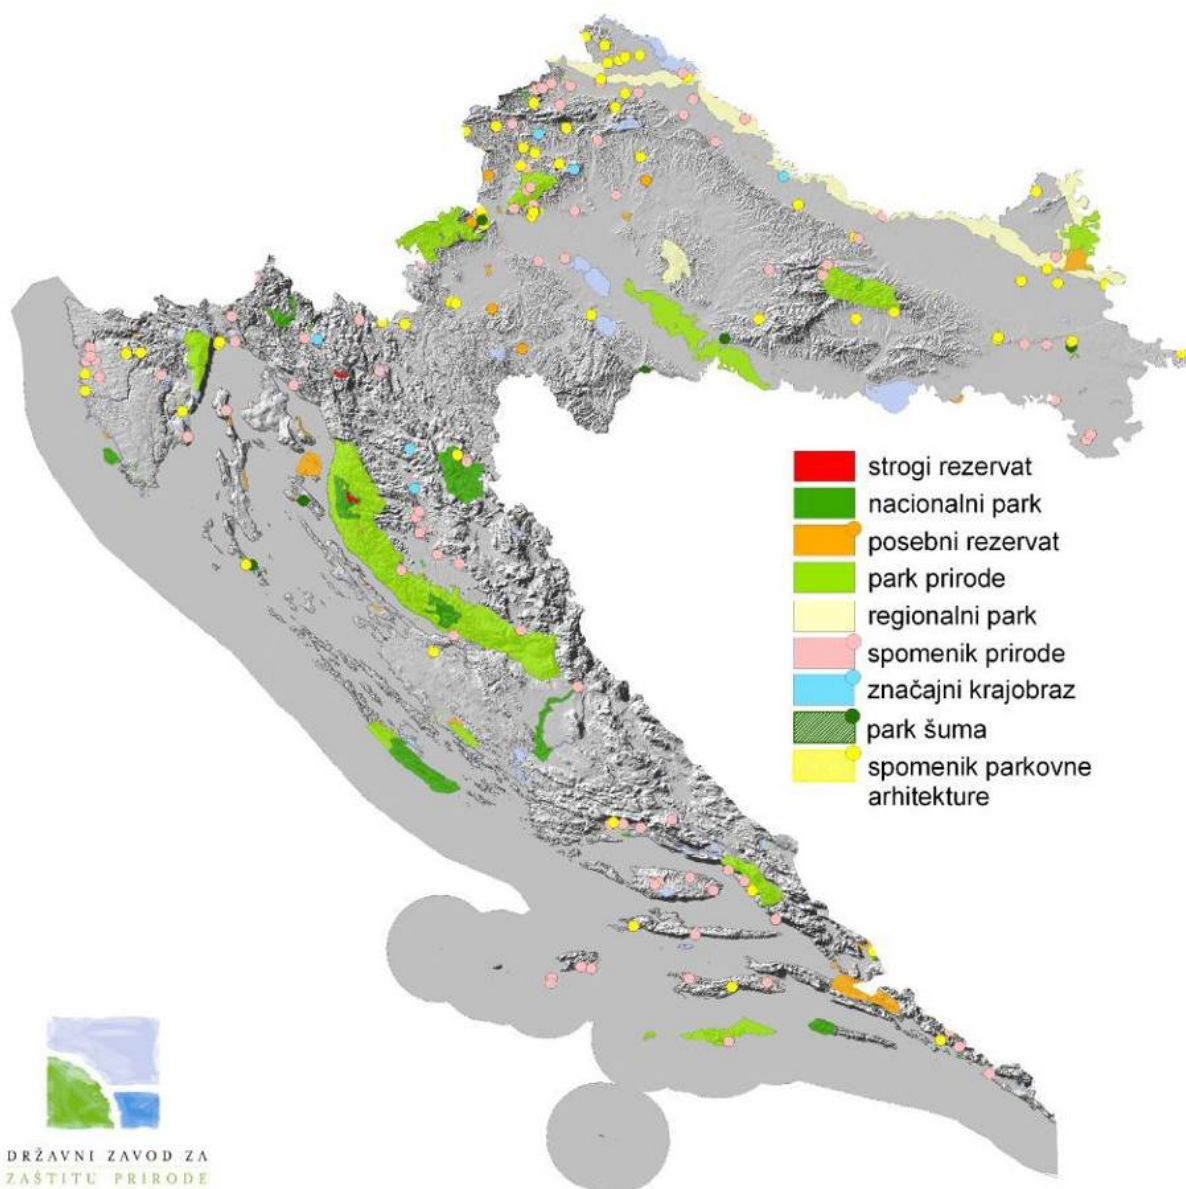 strogi rezervat
nacionalni park
posebni rezervat
park prirode
regionalni park
spomenik prirode
značajni krajobraz
park šuma
spomenik parkovne
arhitekture
DRŽAVNI ZAVOD ZA
ZAŠTITU PRIRODE